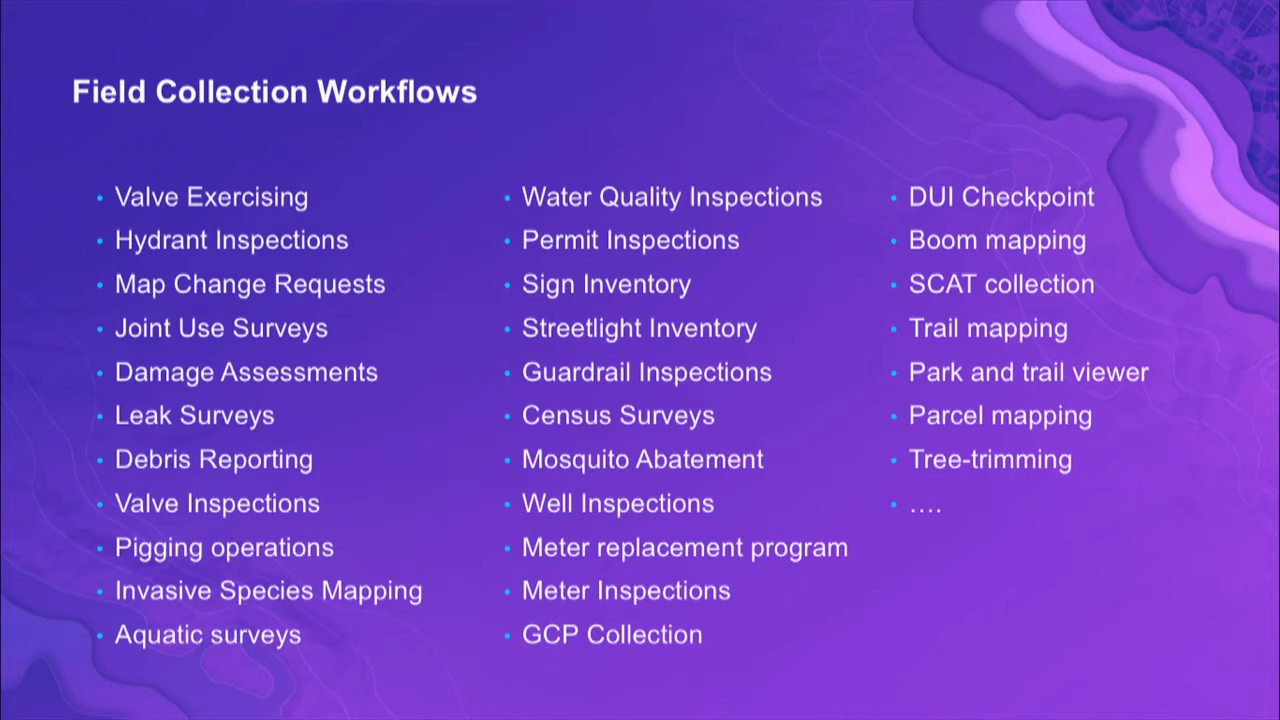 Field Collection Workflows
• Valve Exercising
• Hydrant Inspections
• Map Change Requests
• Joint Use Surveys
• Damage Assessments
• Leak Surveys
• Debris Reporting
• Valve Inspections
• Pigging operations
• Invasive Species Mapping
• Aquatic surveys
• Water Quality Inspections
• Permit Inspections
• Sign Inventory
• Streetlight Inventory
• Guardrail Inspections
• Census Surveys
• Mosquito Abatement
• Well Inspections
• Meter replacement program
• Meter Inspections
• GCP Collection
• DUI Checkpoint
• Boom mapping
• SCAT collection
• Trail mapping
• Park and trail viewer
• Parcel mapping
• Tree-trimming
• ....